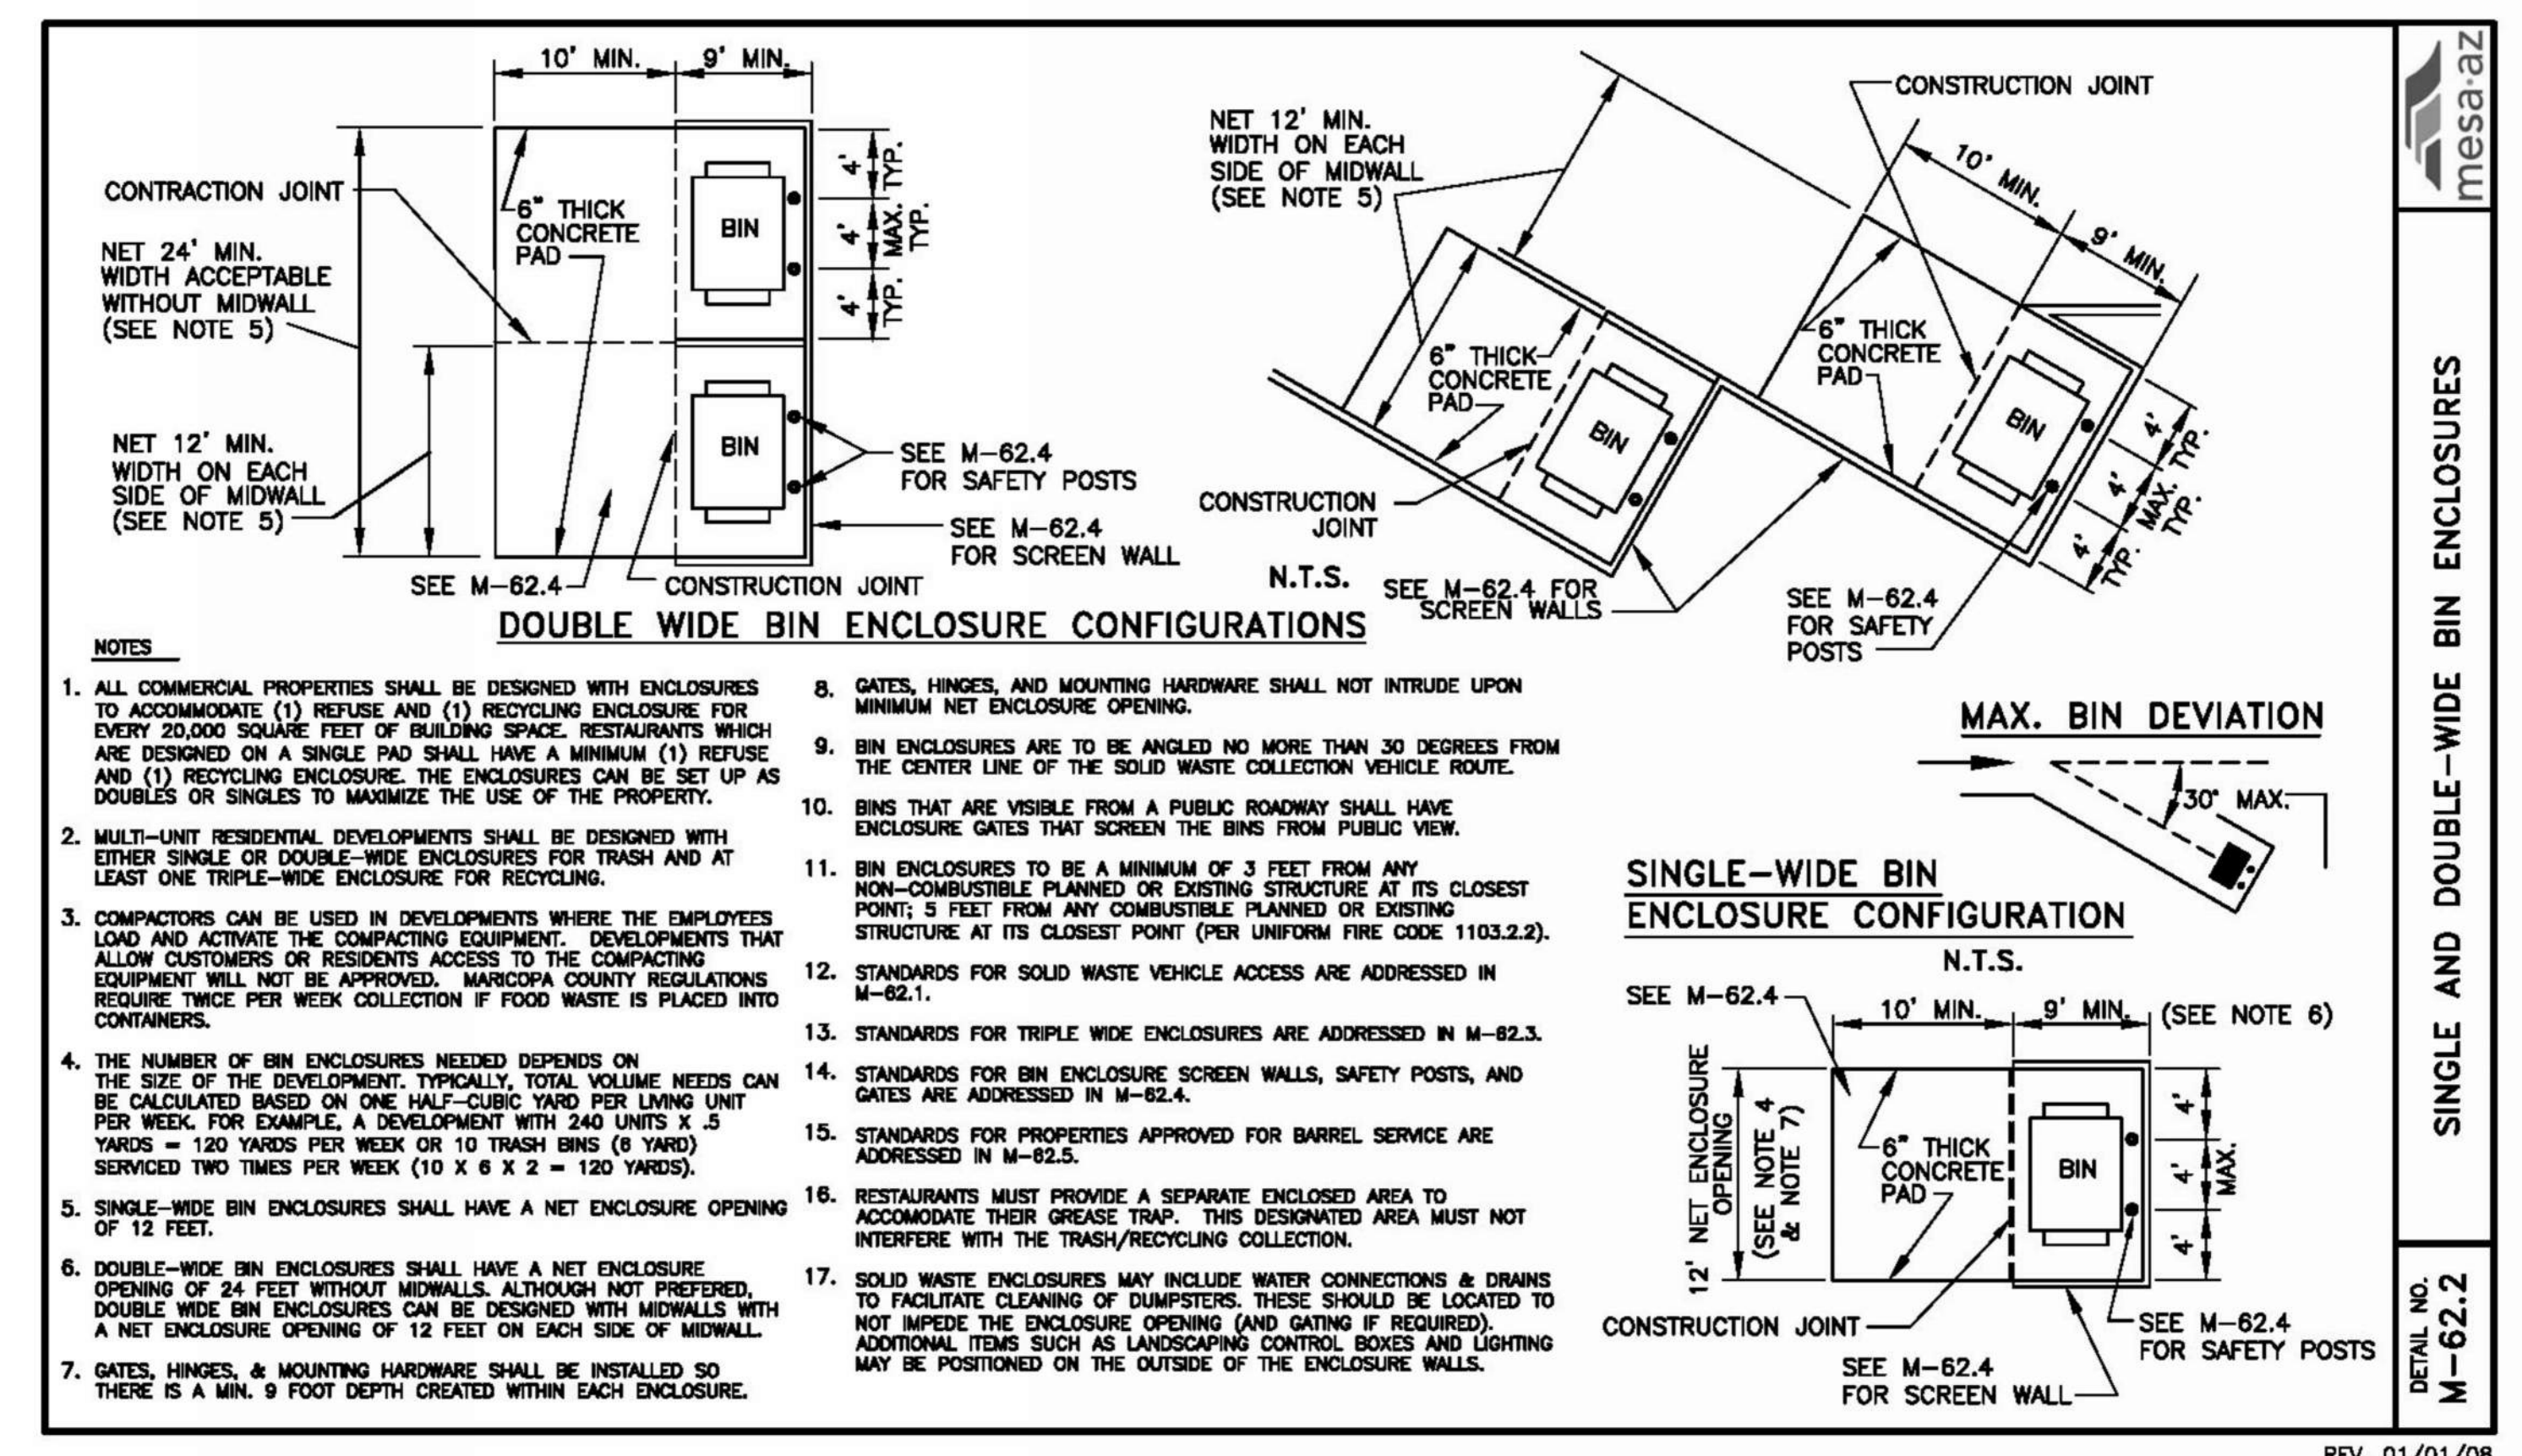 10' MIN.
9' MIN.
CONTRACTION JOINT
NET 24' MIN.
WIDTH ACCEPTABLE
WITHOUT MIDWALL
(SEE NOTE 5)
NET 12' MIN.
WIDTH ON EACH
SIDE OF MIDWALL
(SEE NOTE 5)
6" THICK
CONCRETE
PAD
BIN
BIN
4'
TYP.
4'
MAX.
TYP.
4'
TYP.
SEE M-62.4
FOR SAFETY POSTS
SEE M-62.4
FOR SCREEN WALL
SEE M-62.4
CONSTRUCTION JOINT
DOUBLE WIDE BIN ENCLOSURE CONFIGURATIONS
N.T.S.
NET 12' MIN.
WIDTH ON EACH
SIDE OF MIDWALL
(SEE NOTE 5)
CONSTRUCTION JOINT
10' MIN.
9' MIN.
6" THICK
CONCRETE
PAD
BIN
6" THICK
CONCRETE
PAD
BIN
4'
TYP.
4'
MAX.
TYP.
4'
TYP.
CONSTRUCTION
JOINT
SEE M-62.4 FOR
SCREEN WALLS
SEE M-62.4
FOR SAFETY
POSTS
NOTES
1. ALL COMMERCIAL PROPERTIES SHALL BE DESIGNED WITH ENCLOSURES
TO ACCOMMODATE (1) REFUSE AND (1) RECYCLING ENCLOSURE FOR
EVERY 20,000 SQUARE FEET OF BUILDING SPACE. RESTAURANTS WHICH
ARE DESIGNED ON A SINGLE PAD SHALL HAVE A MINIMUM (1) REFUSE
AND (1) RECYCLING ENCLOSURE. THE ENCLOSURES CAN BE SET UP AS
DOUBLES OR SINGLES TO MAXIMIZE THE USE OF THE PROPERTY.
2. MULTI-UNIT RESIDENTIAL DEVELOPMENTS SHALL BE DESIGNED WITH
EITHER SINGLE OR DOUBLE-WIDE ENCLOSURES FOR TRASH AND AT
LEAST ONE TRIPLE-WIDE ENCLOSURE FOR RECYCLING.
3. COMPACTORS CAN BE USED IN DEVELOPMENTS WHERE THE EMPLOYEES
LOAD AND ACTIVATE THE COMPACTING EQUIPMENT. DEVELOPMENTS THAT
ALLOW CUSTOMERS OR RESIDENTS ACCESS TO THE COMPACTING
EQUIPMENT WILL NOT BE APPROVED. MARICOPA COUNTY REGULATIONS
REQUIRE TWICE PER WEEK COLLECTION IF FOOD WASTE IS PLACED INTO
CONTAINERS.
4. THE NUMBER OF BIN ENCLOSURES NEEDED DEPENDS ON
THE SIZE OF THE DEVELOPMENT. TYPICALLY, TOTAL VOLUME NEEDS CAN
BE CALCULATED BASED ON ONE HALF-CUBIC YARD PER LIVING UNIT
PER WEEK. FOR EXAMPLE, A DEVELOPMENT WITH 240 UNITS X .5
YARDS = 120 YARDS PER WEEK OR 10 TRASH BINS (6 YARD)
SERVICED TWO TIMES PER WEEK (10 X 6 X 2 = 120 YARDS).
5. SINGLE-WIDE BIN ENCLOSURES SHALL HAVE A NET ENCLOSURE OPENING
OF 12 FEET.
6. DOUBLE-WIDE BIN ENCLOSURES SHALL HAVE A NET ENCLOSURE
OPENING OF 24 FEET WITHOUT MIDWALLS. ALTHOUGH NOT PREFERED,
DOUBLE WIDE BIN ENCLOSURES CAN BE DESIGNED WITH MIDWALLS WITH
A NET ENCLOSURE OPENING OF 12 FEET ON EACH SIDE OF MIDWALL.
7. GATES, HINGES, & MOUNTING HARDWARE SHALL BE INSTALLED SO
THERE IS A MIN. 9 FOOT DEPTH CREATED WITHIN EACH ENCLOSURE.
8. GATES, HINGES, AND MOUNTING HARDWARE SHALL NOT INTRUDE UPON
MINIMUM NET ENCLOSURE OPENING.
9. BIN ENCLOSURES ARE TO BE ANGLED NO MORE THAN 30 DEGREES FROM
THE CENTER LINE OF THE SOLID WASTE COLLECTION VEHICLE ROUTE.
10. BINS THAT ARE VISIBLE FROM A PUBLIC ROADWAY SHALL HAVE
ENCLOSURE GATES THAT SCREEN THE BINS FROM PUBLIC VIEW.
11. BIN ENCLOSURES TO BE A MINIMUM OF 3 FEET FROM ANY
NON-COMBUSTIBLE PLANNED OR EXISTING STRUCTURE AT ITS CLOSEST
POINT; 5 FEET FROM ANY COMBUSTIBLE PLANNED OR EXISTING
STRUCTURE AT ITS CLOSEST POINT (PER UNIFORM FIRE CODE 1103.2.2).
12. STANDARDS FOR SOLID WASTE VEHICLE ACCESS ARE ADDRESSED IN
M-62.1.
13. STANDARDS FOR TRIPLE WIDE ENCLOSURES ARE ADDRESSED IN M-62.3.
14. STANDARDS FOR BIN ENCLOSURE SCREEN WALLS, SAFETY POSTS, AND
GATES ARE ADDRESSED IN M-62.4.
15. STANDARDS FOR PROPERTIES APPROVED FOR BARREL SERVICE ARE
ADDRESSED IN M-62.5.
16. RESTAURANTS MUST PROVIDE A SEPARATE ENCLOSED AREA TO
ACCOMODATE THEIR GREASE TRAP. THIS DESIGNATED AREA MUST NOT
INTERFERE WITH THE TRASH/RECYCLING COLLECTION.
17. SOLID WASTE ENCLOSURES MAY INCLUDE WATER CONNECTIONS & DRAINS
TO FACILITATE CLEANING OF DUMPSTERS. THESE SHOULD BE LOCATED TO
NOT IMPEDE THE ENCLOSURE OPENING (AND GATING IF REQUIRED).
ADDITIONAL ITEMS SUCH AS LANDSCAPING CONTROL BOXES AND LIGHTING
MAY BE POSITIONED ON THE OUTSIDE OF THE ENCLOSURE WALLS.
MAX. BIN DEVIATION
30° MAX.
SINGLE-WIDE BIN
ENCLOSURE CONFIGURATION
N.T.S.
SEE M-62.4
10' MIN.
9' MIN.
(SEE NOTE 6)
12' NET ENCLOSURE
OPENING
(SEE NOTE 4
& NOTE 7)
6" THICK
CONCRETE
PAD
BIN
4'
4'
MAX.
4'
CONSTRUCTION JOINT
SEE M-62.4
FOR SCREEN WALL
SEE M-62.4
FOR SAFETY POSTS
mesa·az
SINGLE AND DOUBLE-WIDE BIN ENCLOSURES
DETAIL NO.
M-62.2
REV. 01/01/08